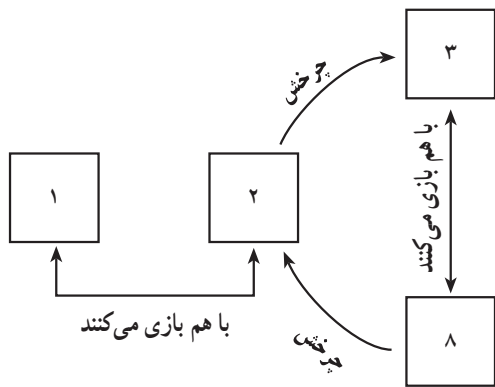 ۳
چرخش
با هم بازی می‌کنند
۱
۲
با هم بازی می‌کنند
چرخش
۸